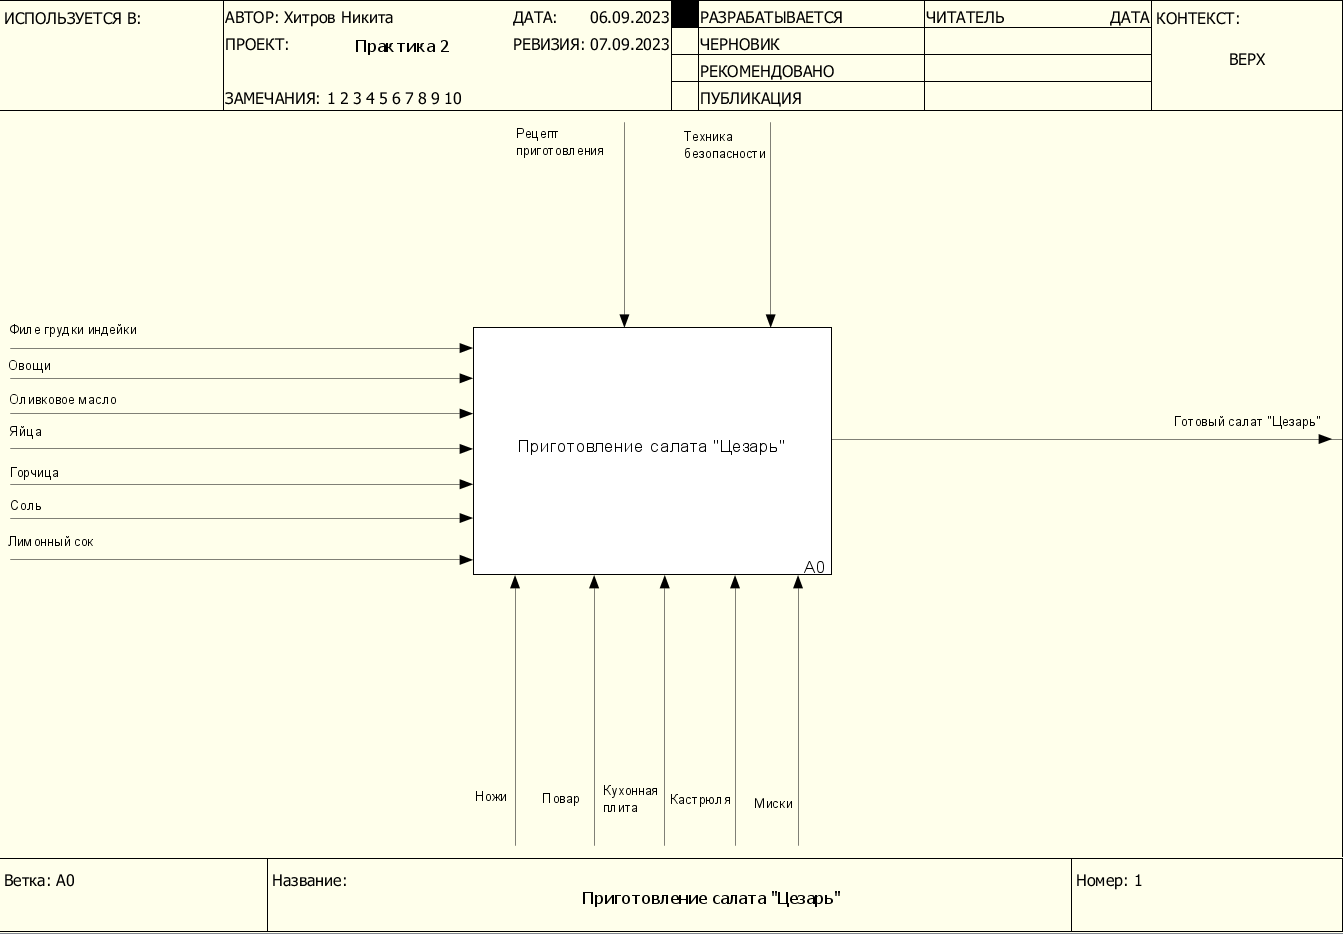 ИСПОЛЬЗУЕТСЯ В:
АВТОР: Хитров Никита
ДАТА: 06.09.2023
ПРОЕКТ: Практика 2
РЕВИЗИЯ: 07.09.2023
ЗАМЕЧАНИЯ: 1 2 3 4 5 6 7 8 9 10
РАЗРАБАТЫВАЕТСЯ
ЧЕРНОВИК
РЕКОМЕНДОВАНО
ПУБЛИКАЦИЯ
ЧИТАТЕЛЬ
ДАТА
КОНТЕКСТ:
ВЕРХ
Рецепт
приготовления
Техника
безопасности
Филе грудки индейки
Овощи
Оливковое масло
Яйца
Горчица
Соль
Лимонный сок
Приготовление салата "Цезарь"
A0
Готовый салат "Цезарь"
Ножи
Повар
Кухонная
плита
Кастрюля
Миски
Ветка: A0
Название:
Приготовление салата "Цезарь"
Номер: 1